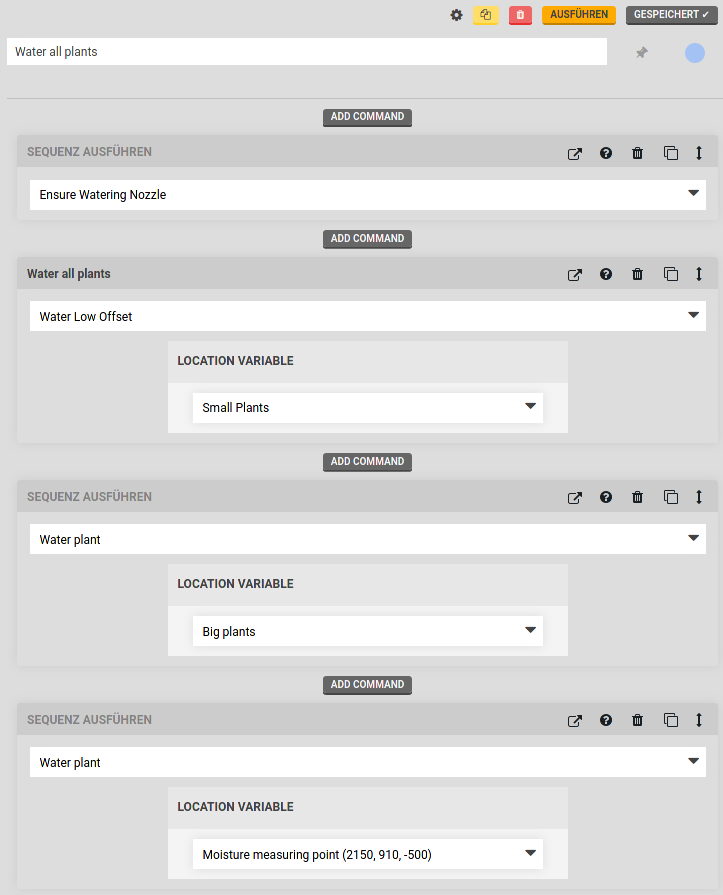 AUSFÜHREN
GESPEICHERT ✔
Water all plants
ADD COMMAND
SEQUENZ AUSFÜHREN
Ensure Watering Nozzle
ADD COMMAND
Water all plants
Water Low Offset
LOCATION VARIABLE
Small Plants
ADD COMMAND
SEQUENZ AUSFÜHREN
Water plant
LOCATION VARIABLE
Big plants
ADD COMMAND
SEQUENZ AUSFÜHREN
Water plant
LOCATION VARIABLE
Moisture measuring point (2150, 910, -500)